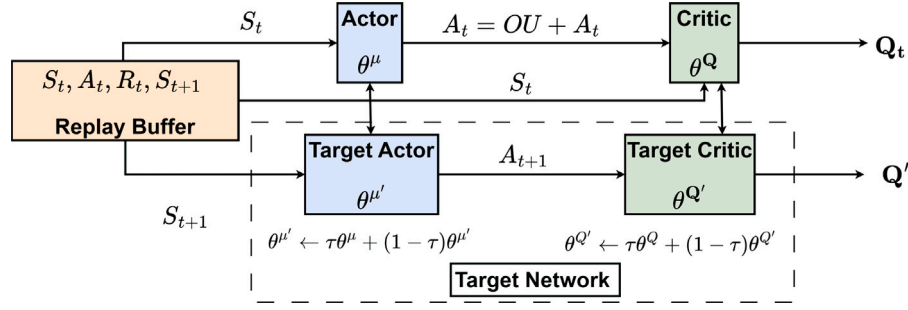 S_t
Actor
θ^μ
A_t = OU + A_t
Critic
θ^Q
Q_t
S_t, A_t, R_t, S_{t+1}
Replay Buffer
S_t
Target Actor
θ^{μ'}
A_{t+1}
Target Critic
θ^{Q'}
Q'
S_{t+1}
θ^{μ'} ← τθ^μ + (1 − τ)θ^{μ'}
θ^{Q'} ← τθ^Q + (1 − τ)θ^{Q'}
Target Network